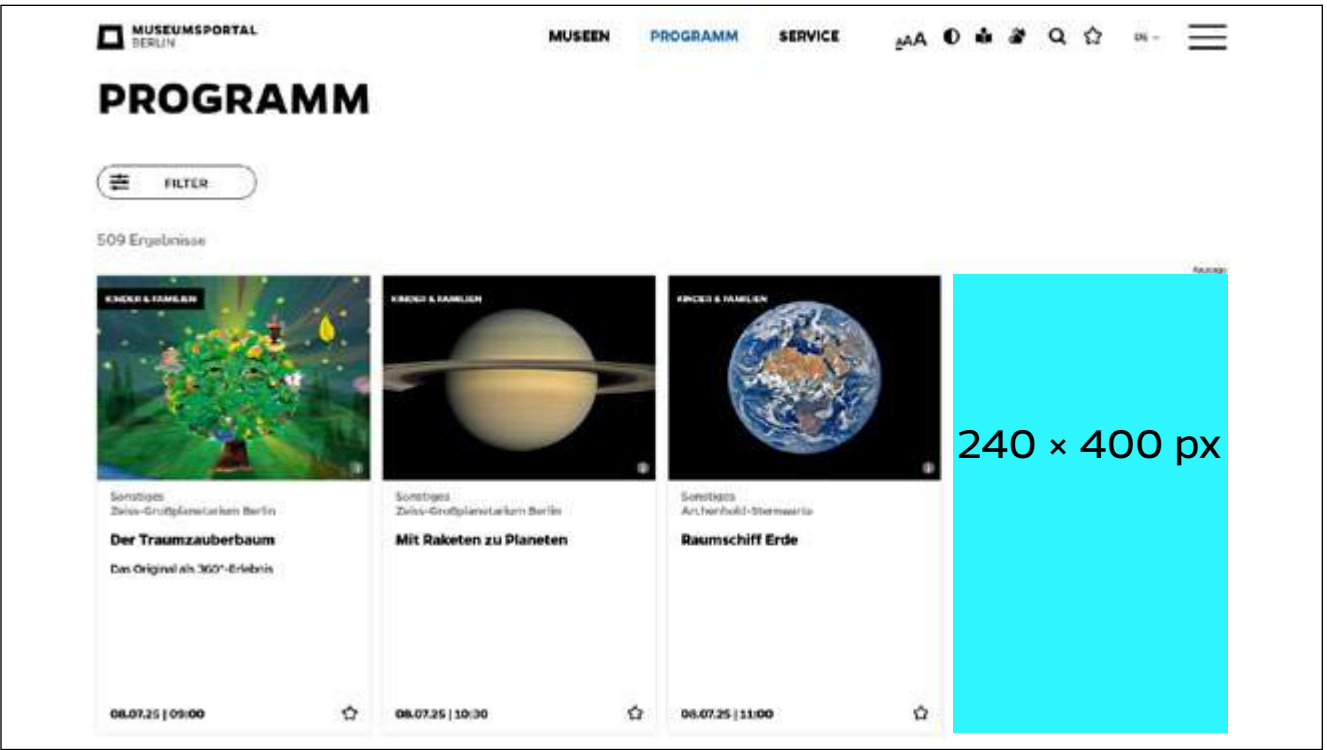 MUSEUMSPORTAL
BERLIN
MUSEEN PROGRAMM SERVICE AAA DE
PROGRAMM
FILTER
509 Ergebnisse
Anzeige
KINDER & FAMILIEN
KINDER & FAMILIEN
KINDER & FAMILIEN
240 × 400 px
Sonstiges
Zeiss-Großplanetarium Berlin
Der Traumzauberbaum
Das Original als 360°-Erlebnis
08.07.25 | 09:00
Sonstiges
Zeiss-Großplanetarium Berlin
Mit Raketen zu Planeten
08.07.25 | 10:30
Sonstiges
Archenhold-Sternwarte
Raumschiff Erde
08.07.25 | 11:00